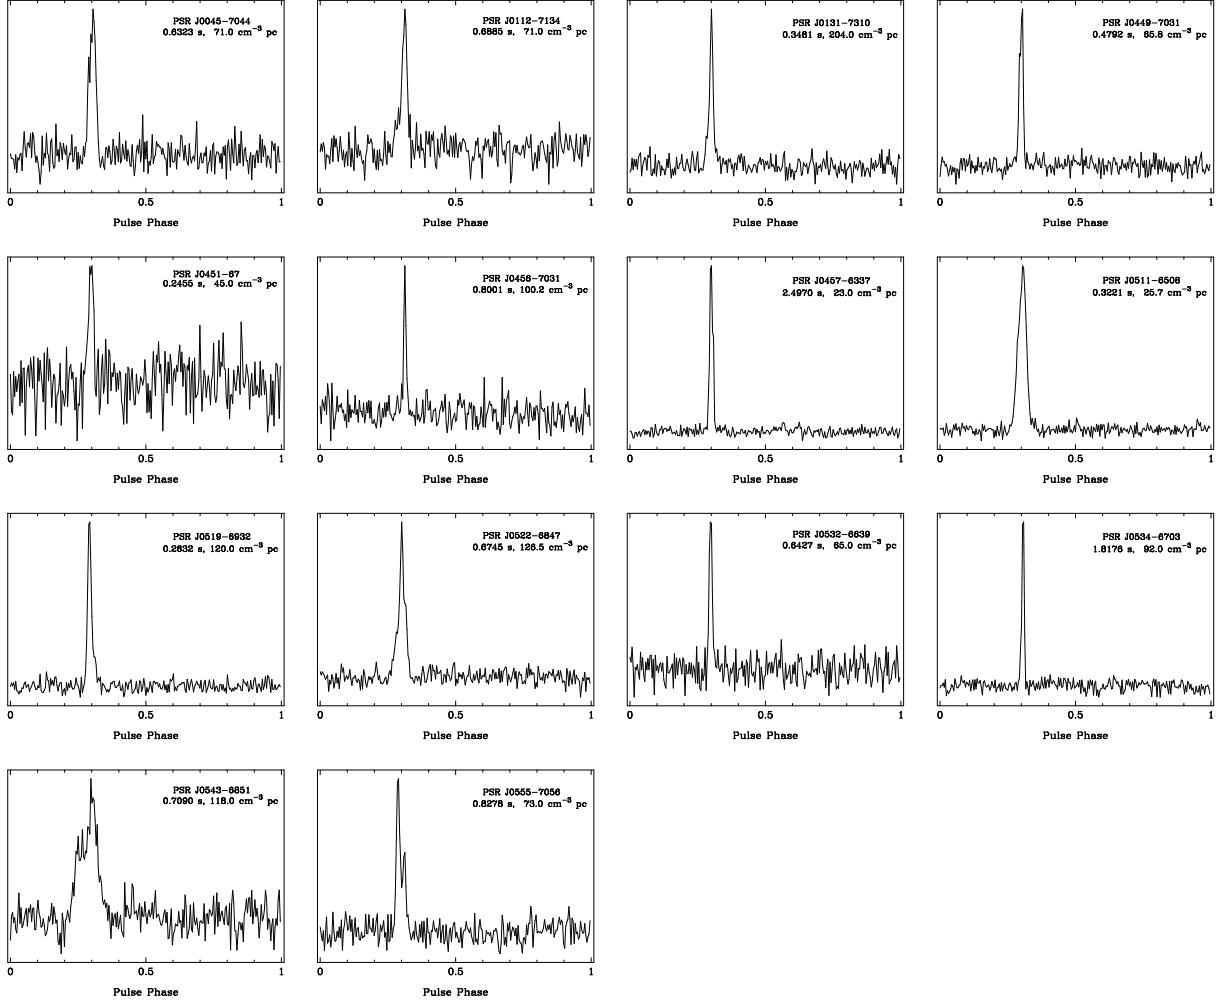 PSR J0045−7044
0.6323 s, 71.0 cm−3 pc
0 0.5 1
Pulse Phase
PSR J0112−7134
0.6885 s, 71.0 cm−3 pc
0 0.5 1
Pulse Phase
PSR J0131−7310
0.3481 s, 204.0 cm−3 pc
0 0.5 1
Pulse Phase
PSR J0449−7031
0.4792 s, 65.8 cm−3 pc
0 0.5 1
Pulse Phase
PSR J0451−67
0.2455 s, 45.0 cm−3 pc
0 0.5 1
Pulse Phase
PSR J0456−7031
0.8001 s, 100.2 cm−3 pc
0 0.5 1
Pulse Phase
PSR J0457−6337
2.4970 s, 23.0 cm−3 pc
0 0.5 1
Pulse Phase
PSR J0511−6508
0.3221 s, 25.7 cm−3 pc
0 0.5 1
Pulse Phase
PSR J0519−6932
0.2632 s, 120.0 cm−3 pc
0 0.5 1
Pulse Phase
PSR J0522−6847
0.6745 s, 126.5 cm−3 pc
0 0.5 1
Pulse Phase
PSR J0532−6639
0.6427 s, 65.0 cm−3 pc
0 0.5 1
Pulse Phase
PSR J0534−6703
1.8176 s, 92.0 cm−3 pc
0 0.5 1
Pulse Phase
PSR J0543−6851
0.7090 s, 118.0 cm−3 pc
0 0.5 1
Pulse Phase
PSR J0555−7056
0.8278 s, 73.0 cm−3 pc
0 0.5 1
Pulse Phase